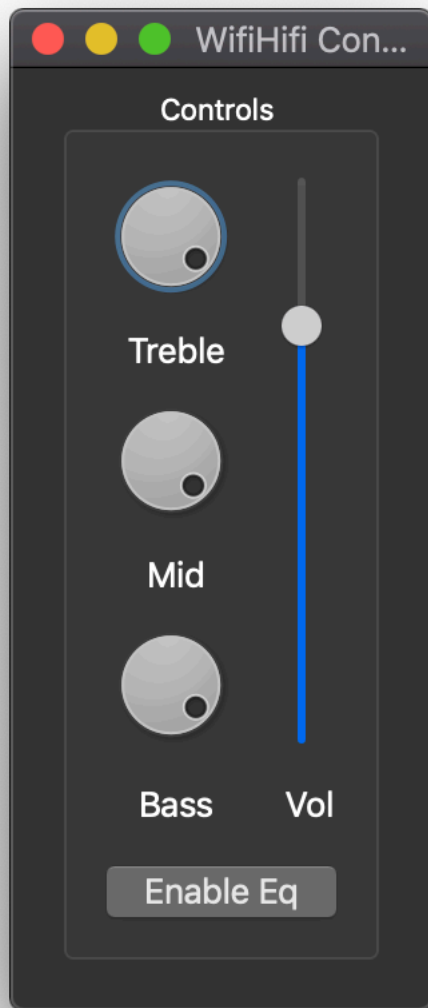 WifiHifi Con...
Controls
Treble
Mid
Bass
Vol
Enable Eq